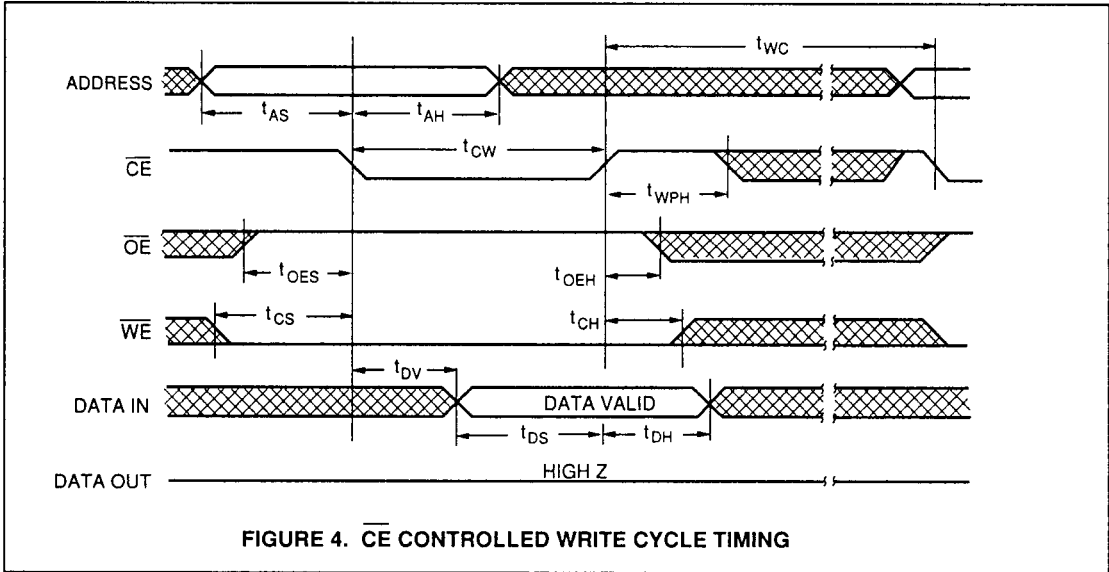 tWC
ADDRESS
tAS
tAH
tCW
CE
tWPH
OE
tOES
tOEH
tCS
tCH
WE
tDV
DATA IN
DATA VALID
tDS
tDH
HIGH Z
DATA OUT
FIGURE 4. CE CONTROLLED WRITE CYCLE TIMING